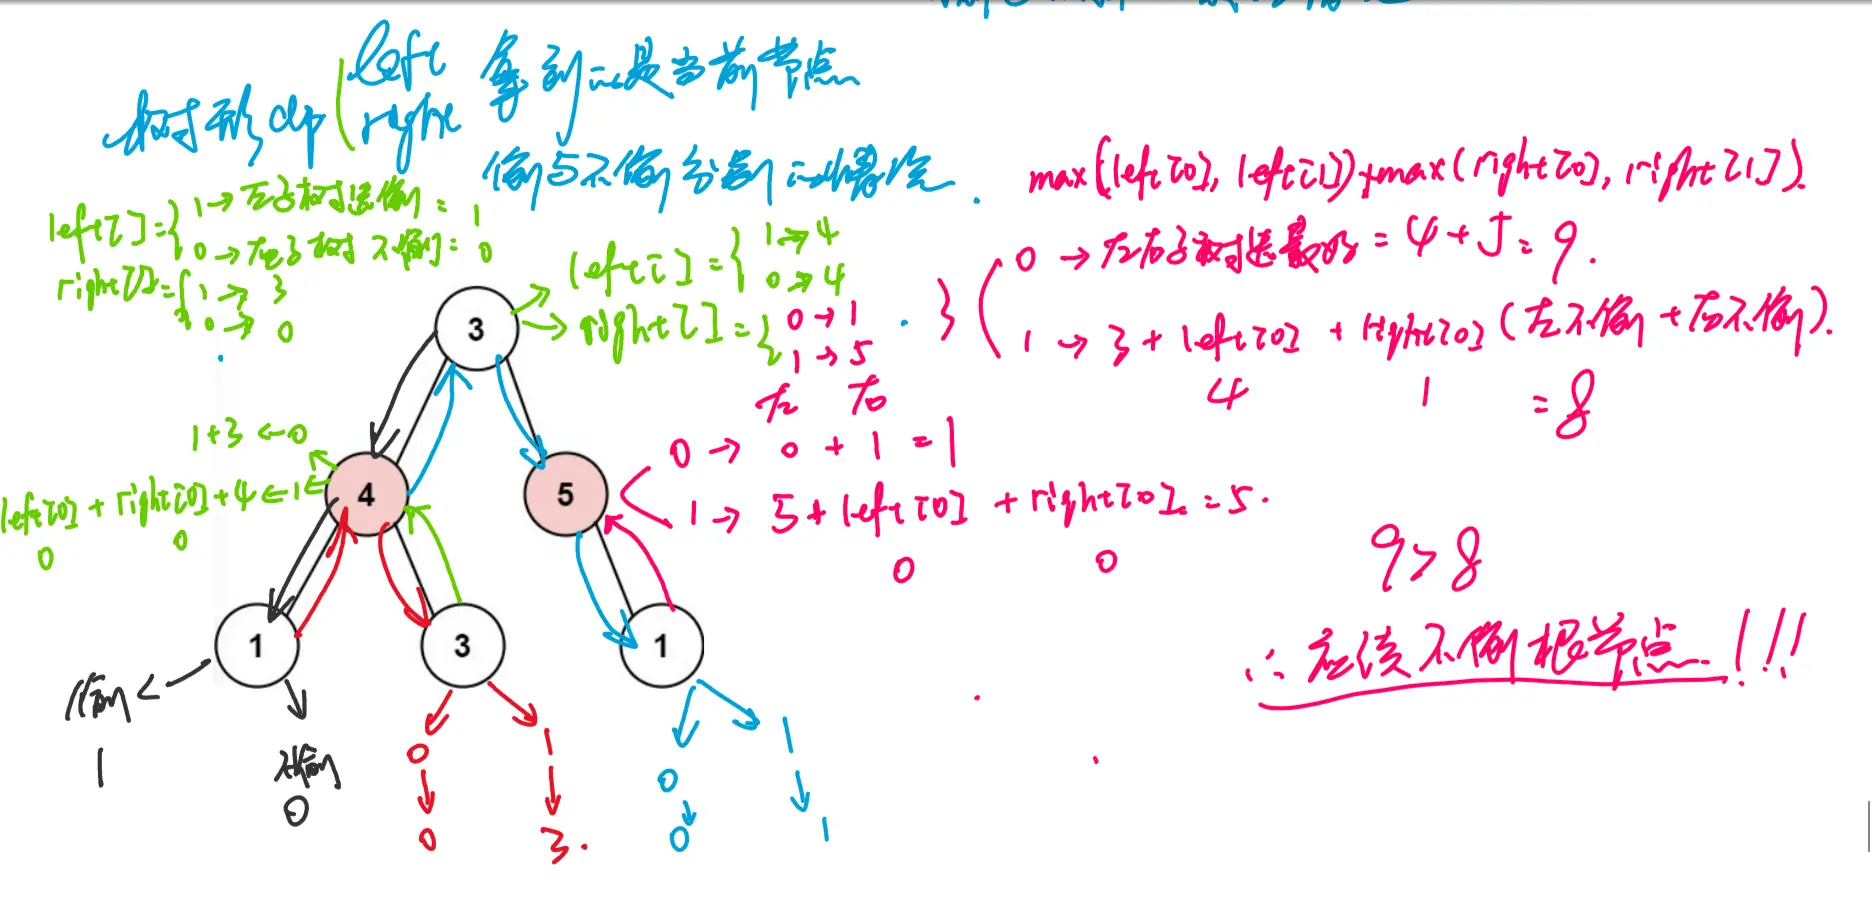 left
树形dp
right
拿到的是当前节点
偷与不偷分别的情况
max(left[0], left[1])+max(right[0], right[1]).
left[]={
1→左子树选偷=1
0→左子树不偷=0
right[]={
1→3
0→0
left[]={
1→4
0→4
right[]={
0→1
1→5
0→左右子树选最好=4+5=9.
1→3+left[0]+right[0](左不偷+右不偷).
4 1 =8
3
4
5
1
3
1
1+3←0
left[0]+right[0]+4←1←
0 0
左 右
0→0+1=1
1→5+left[0]+right[0]=5.
0 0
9>8
∴应该不偷根节点!!!
偷
1
不偷
0
0 1
0 3.
0 1
0 1